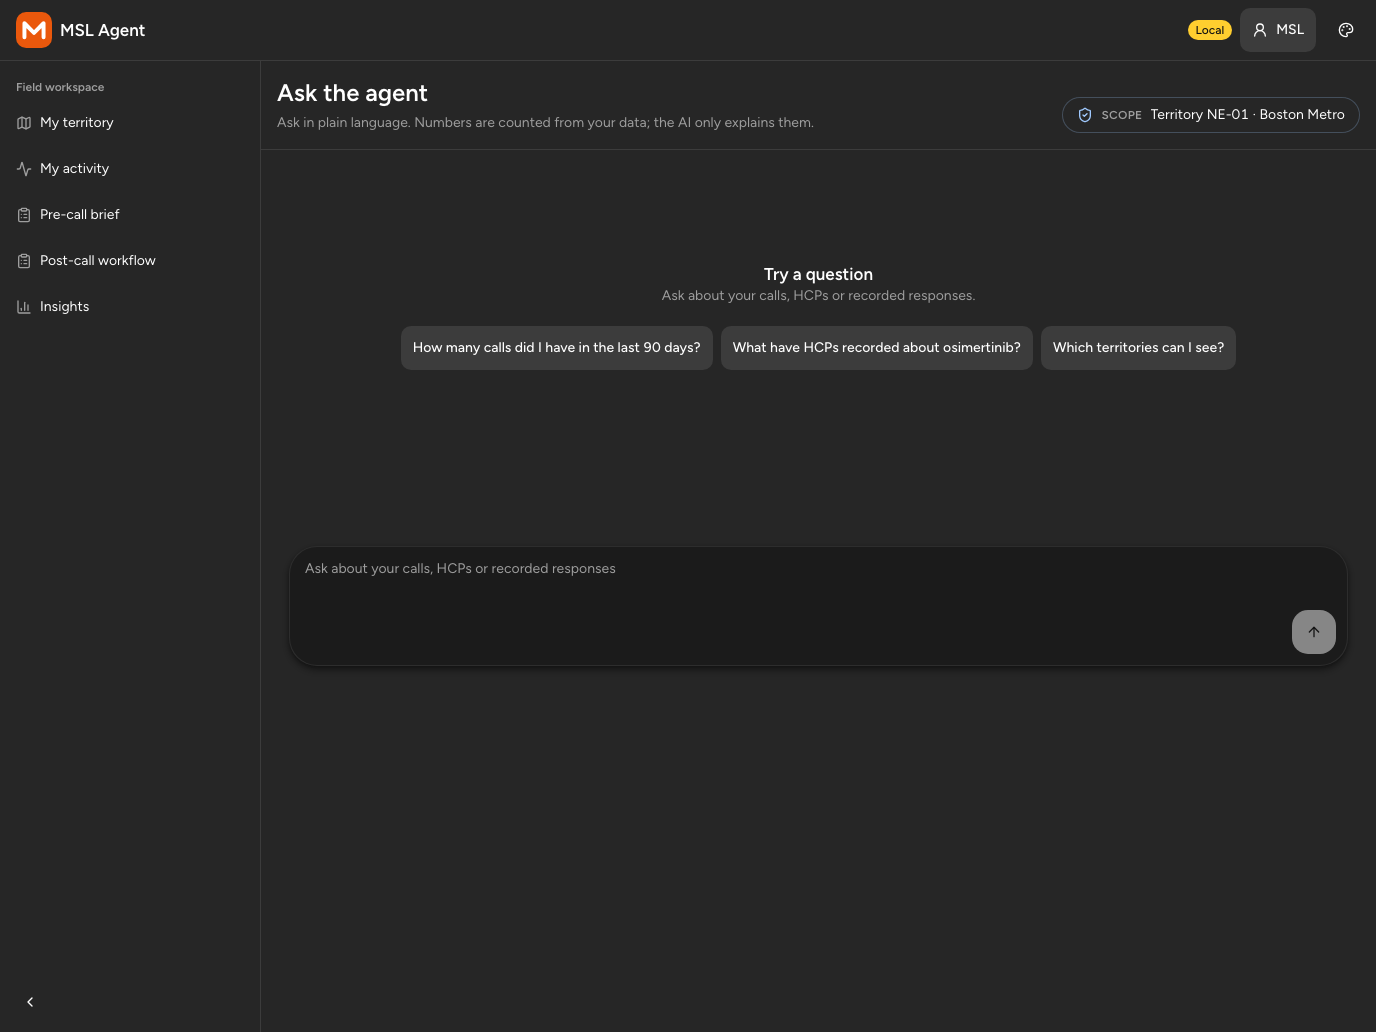 MSL Agent
Local
MSL
Field workspace
My territory
My activity
Pre-call brief
Post-call workflow
Insights
Ask the agent
Ask in plain language. Numbers are counted from your data; the AI only explains them.
SCOPE Territory NE-01 · Boston Metro
Try a question
Ask about your calls, HCPs or recorded responses.
How many calls did I have in the last 90 days?
What have HCPs recorded about osimertinib?
Which territories can I see?
Ask about your calls, HCPs or recorded responses